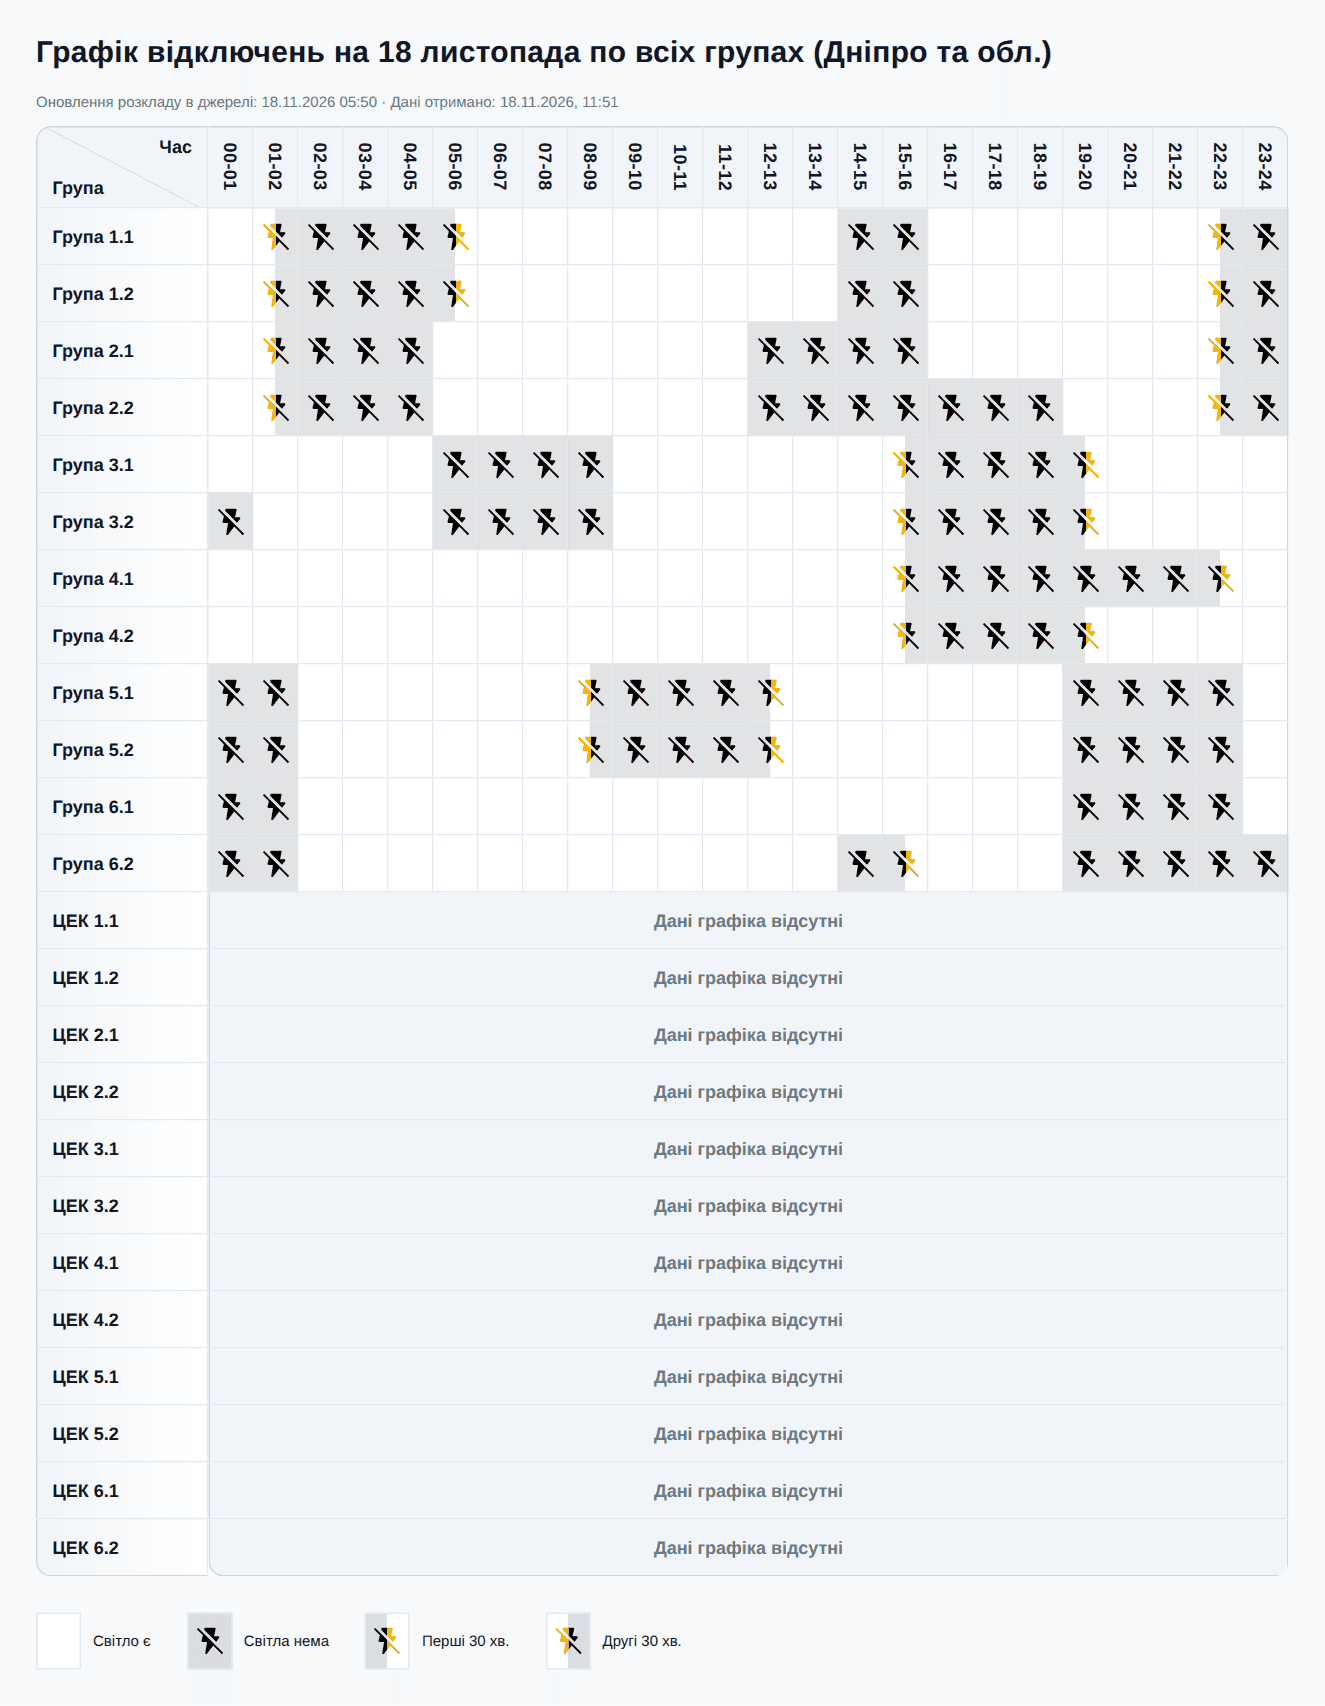 Графік відключень на 18 листопада по всіх групах (Дніпро та обл.)
Оновлення розкладу в джерелі: 18.11.2026 05:50 · Дані отримано: 18.11.2026, 11:51
Час
Група
00-01 01-02 02-03 03-04 04-05 05-06 06-07 07-08 08-09 09-10 10-11 11-12 12-13 13-14 14-15 15-16 16-17 17-18 18-19 19-20 20-21 21-22 22-23 23-24
Група 1.1
Група 1.2
Група 2.1
Група 2.2
Група 3.1
Група 3.2
Група 4.1
Група 4.2
Група 5.1
Група 5.2
Група 6.1
Група 6.2
ЦЕК 1.1 Дані графіка відсутні
ЦЕК 1.2 Дані графіка відсутні
ЦЕК 2.1 Дані графіка відсутні
ЦЕК 2.2 Дані графіка відсутні
ЦЕК 3.1 Дані графіка відсутні
ЦЕК 3.2 Дані графіка відсутні
ЦЕК 4.1 Дані графіка відсутні
ЦЕК 4.2 Дані графіка відсутні
ЦЕК 5.1 Дані графіка відсутні
ЦЕК 5.2 Дані графіка відсутні
ЦЕК 6.1 Дані графіка відсутні
ЦЕК 6.2 Дані графіка відсутні
Світло є Світла нема Перші 30 хв. Другі 30 хв.